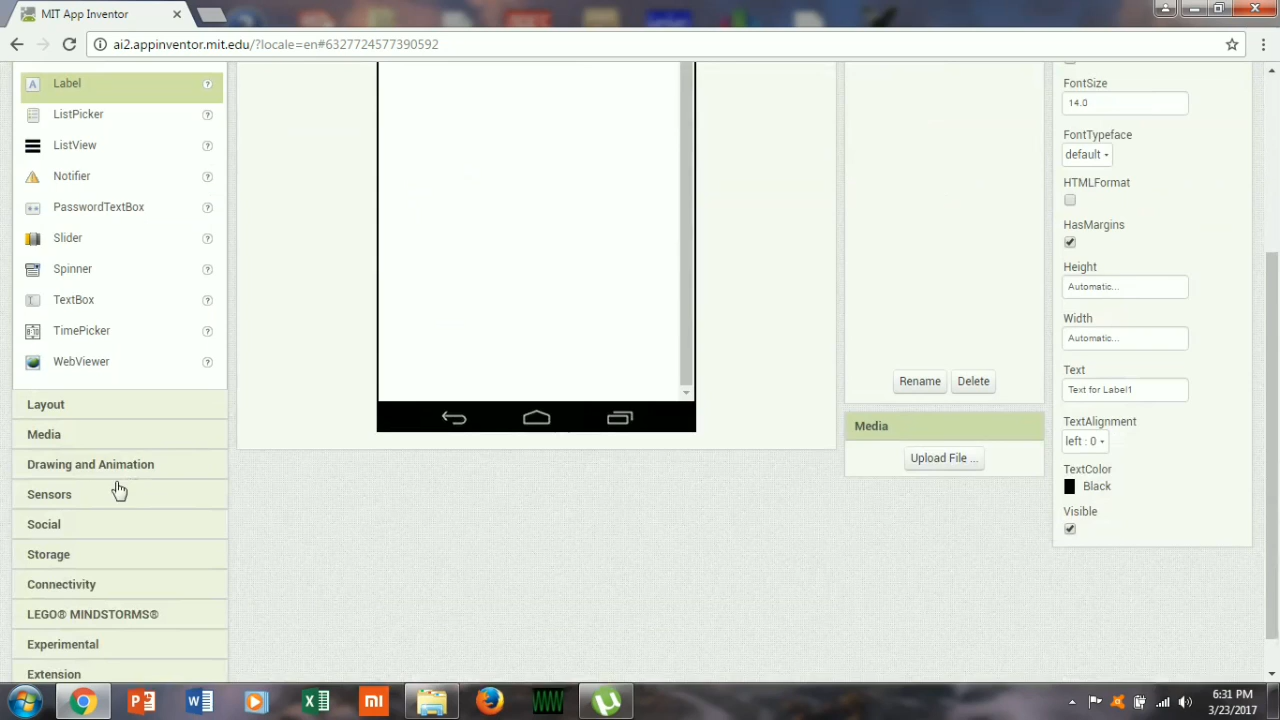 MIT App Inventor
ai2.appinventor.mit.edu/?locale=en#6327724577390592
Label
ListPicker
ListView
Notifier
PasswordTextBox
Slider
Spinner
TextBox
TimePicker
WebViewer
Layout
Media
Drawing and Animation
Sensors
Social
Storage
Connectivity
LEGO® MINDSTORMS®
Experimental
Extension
Rename Delete
Media
Upload File ...
FontSize
14.0
FontTypeface
default
HTMLFormat
HasMargins
Height
Automatic...
Width
Automatic...
Text
Text for Label1
TextAlignment
left : 0
TextColor
Black
Visible
6:31 PM
3/23/2017